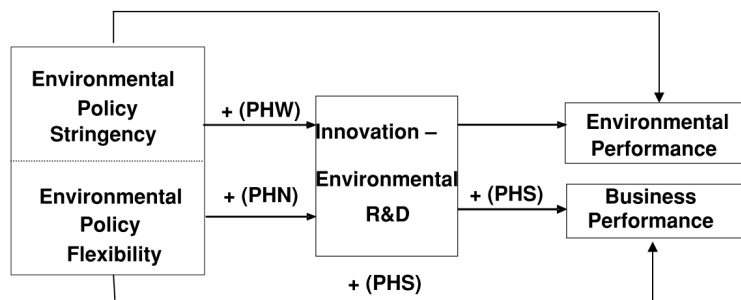 Environmental
Policy
Stringency
+ (PHW)
Innovation –
Environmental
R&D
Environmental
Performance
Environmental
Policy
Flexibility
+ (PHN)
+ (PHS)
Business
Performance
+ (PHS)